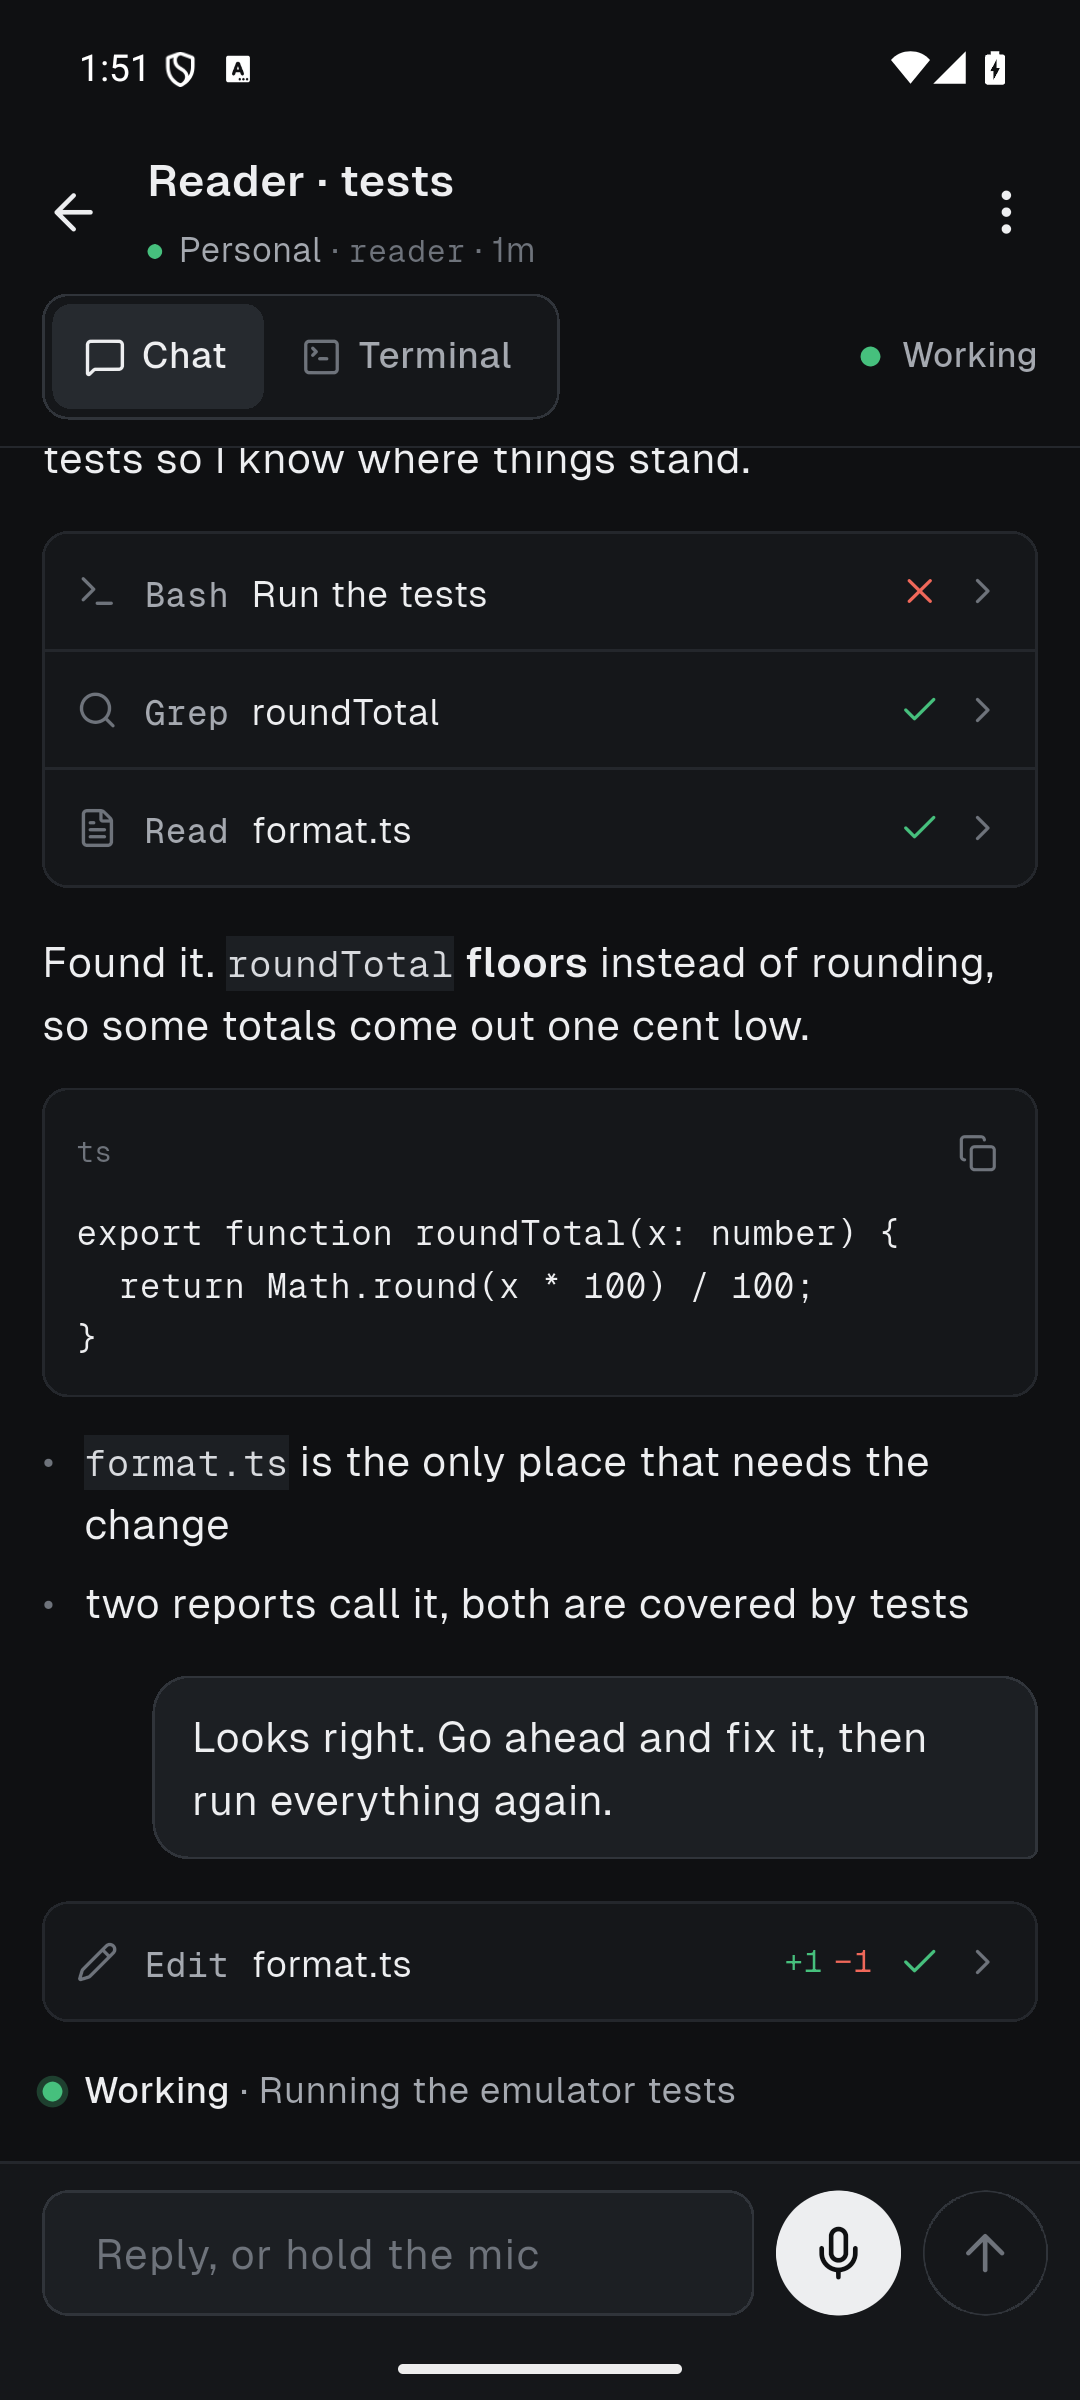 1:51
Reader · tests
Personal · reader · 1m
Chat
Terminal
Working
tests so I know where things stand.
Bash Run the tests
Grep roundTotal
Read format.ts
Found it. roundTotal floors instead of rounding,
so some totals come out one cent low.
ts
export function roundTotal(x: number) {
  return Math.round(x * 100) / 100;
}
• format.ts is the only place that needs the
change
• two reports call it, both are covered by tests
Looks right. Go ahead and fix it, then
run everything again.
Edit format.ts +1 −1
Working · Running the emulator tests
Reply, or hold the mic